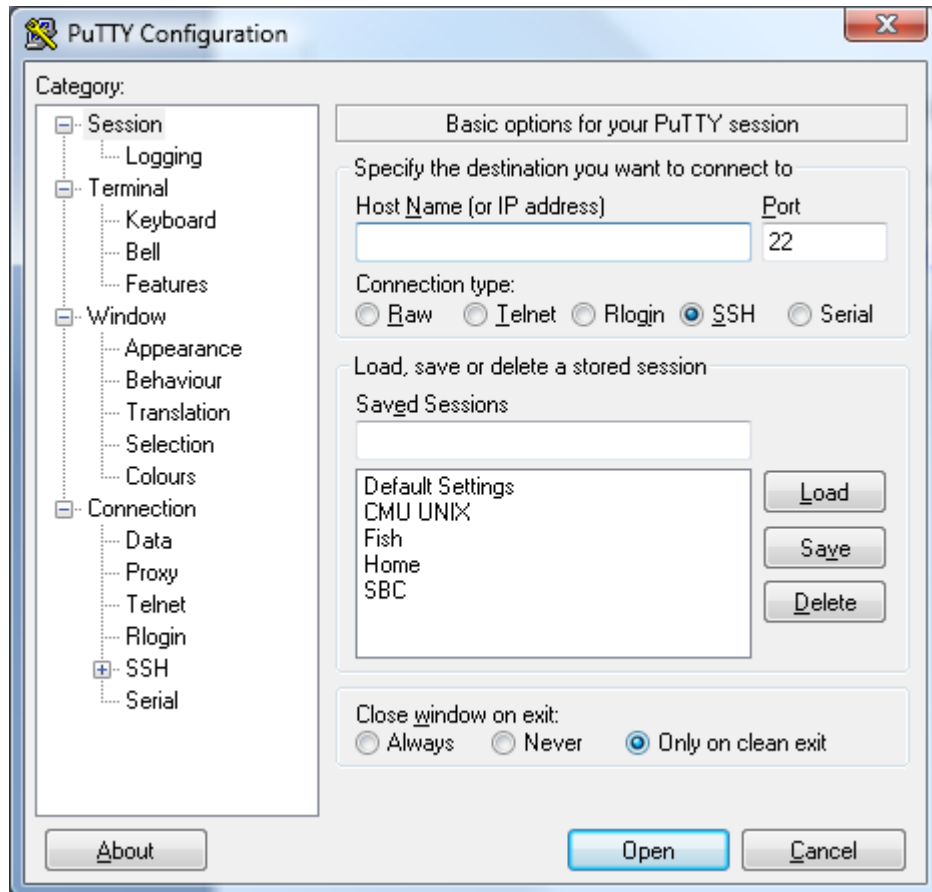 PuTTY Configuration
Category:
Session
Logging
Terminal
Keyboard
Bell
Features
Window
Appearance
Behaviour
Translation
Selection
Colours
Connection
Data
Proxy
Telnet
Rlogin
SSH
Serial
Basic options for your PuTTY session
Specify the destination you want to connect to
Host Name (or IP address) Port
22
Connection type:
Raw Telnet Rlogin SSH Serial
Load, save or delete a stored session
Saved Sessions
Default Settings
CMU UNIX
Fish
Home
SBC
Load
Save
Delete
Close window on exit:
Always Never Only on clean exit
About Open Cancel